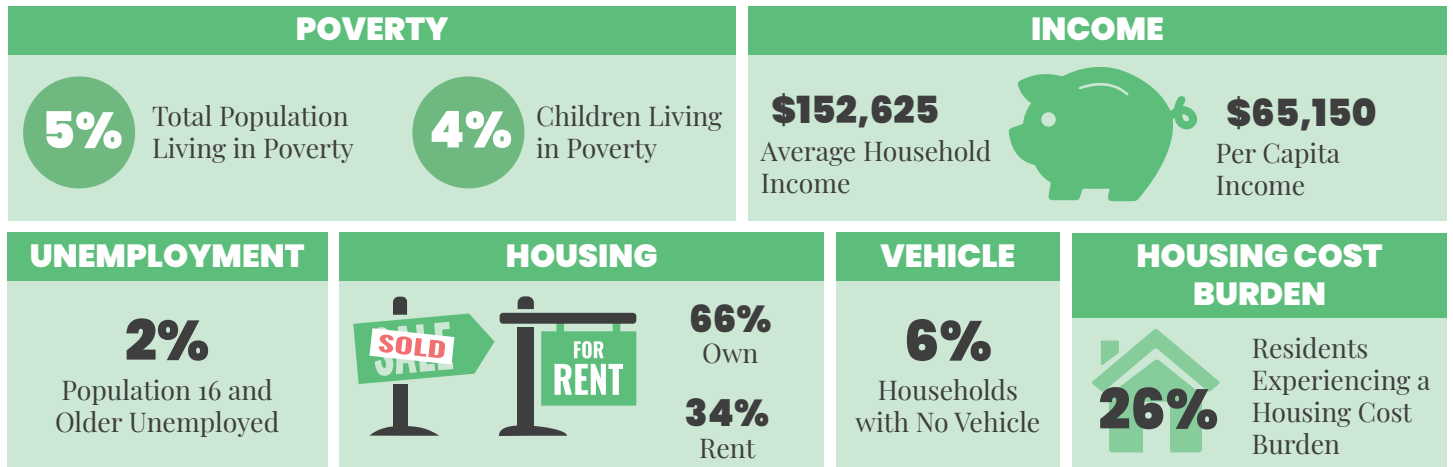 POVERTY
5%
Total Population
Living in Poverty
4%
Children Living
in Poverty
INCOME
$152,625
Average Household
Income
$65,150
Per Capita
Income
UNEMPLOYMENT
2%
Population 16 and
Older Unemployed
HOUSING
SALE
SOLD
FOR
RENT
66%
Own
34%
Rent
VEHICLE
6%
Households
with No Vehicle
HOUSING COST
BURDEN
26%
Residents
Experiencing a
Housing Cost
Burden